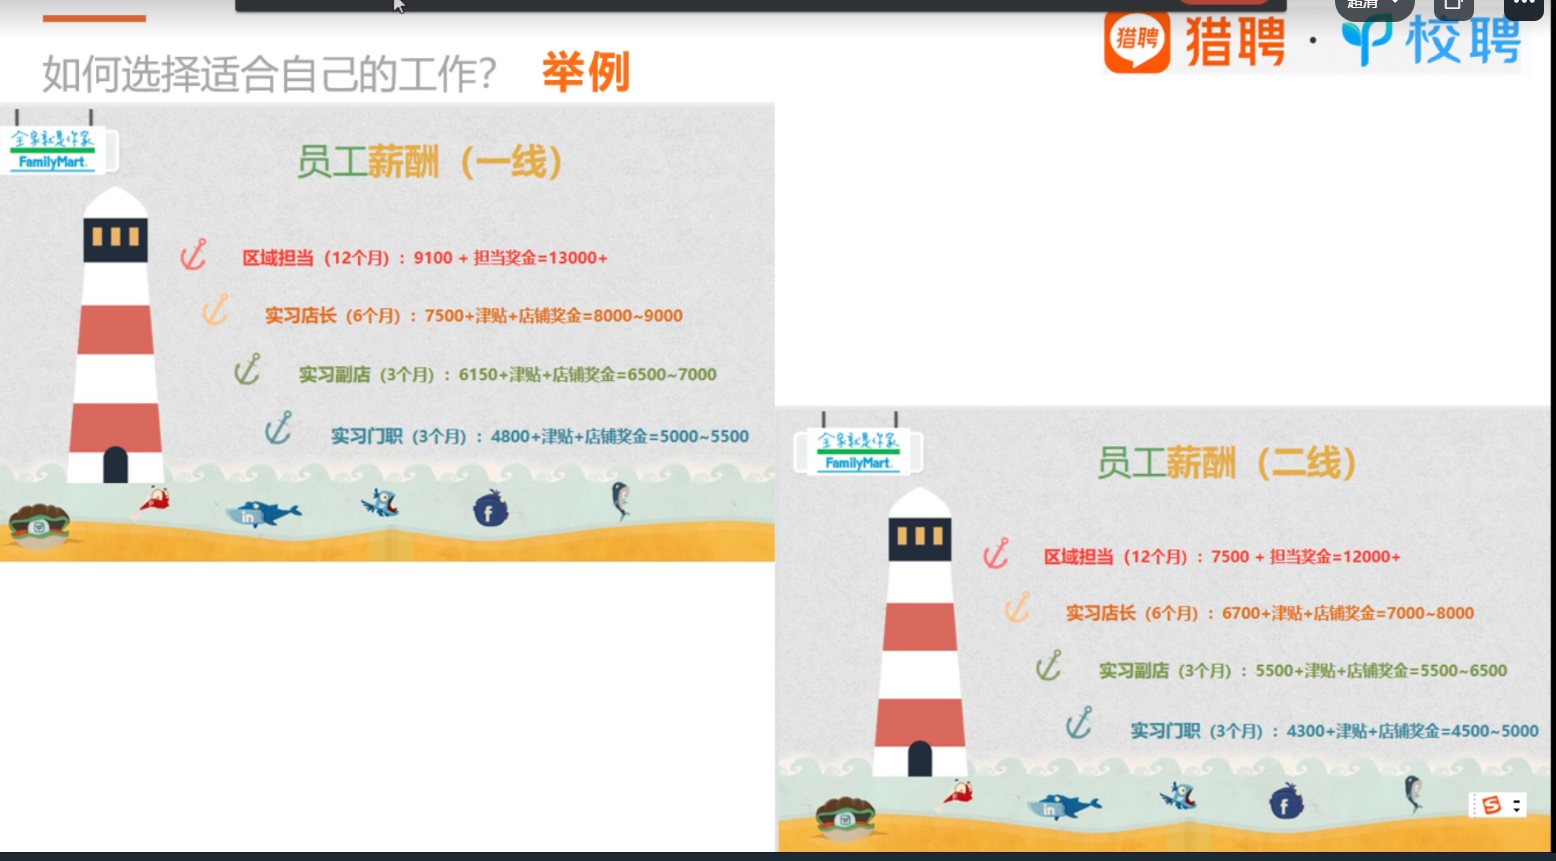 超清
如何选择适合自己的工作？ 举例
猎聘 猎聘 · 校聘
全家就是你家
FamilyMart
员工薪酬（一线）
区域担当（12个月）：9100 + 担当奖金=13000+
实习店长（6个月）：7500+津贴+店铺奖金=8000~9000
实习副店（3个月）：6150+津贴+店铺奖金=6500~7000
实习门职（3个月）：4800+津贴+店铺奖金=5000~5500
in
f
全家就是你家
FamilyMart
员工薪酬（二线）
区域担当（12个月）：7500 + 担当奖金=12000+
实习店长（6个月）：6700+津贴+店铺奖金=7000~8000
实习副店（3个月）：5500+津贴+店铺奖金=5500~6500
实习门职（3个月）：4300+津贴+店铺奖金=4500~5000
in
f
S